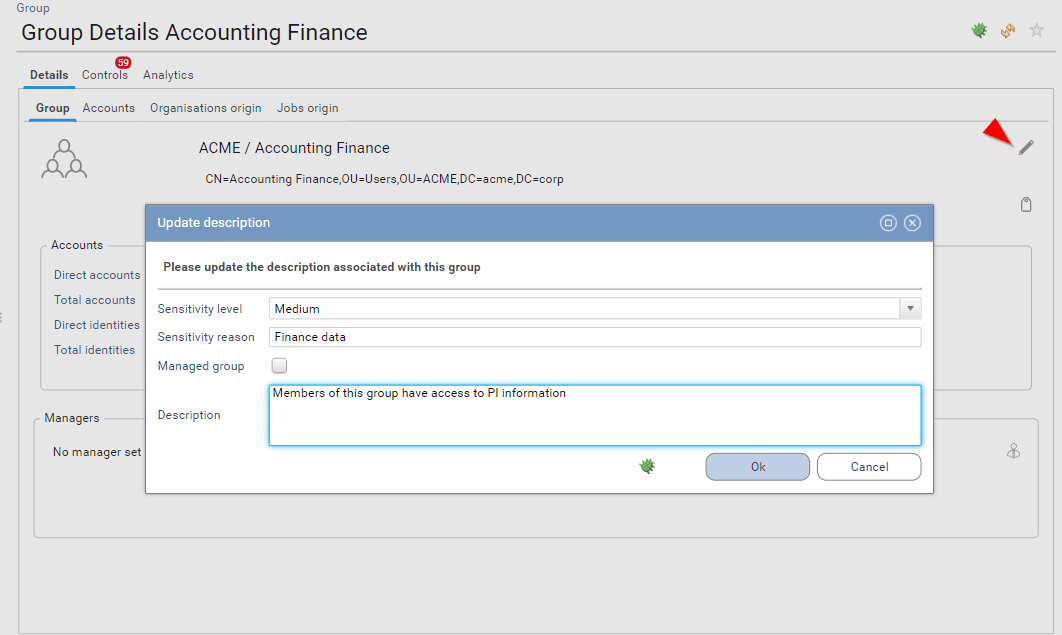 Group
Group Details Accounting Finance
59
Details Controls Analytics
Group Accounts Organisations origin Jobs origin
ACME / Accounting Finance
CN=Accounting Finance,OU=Users,OU=ACME,DC=acme,DC=corp
Update description
Please update the description associated with this group
Sensitivity level Medium
Sensitivity reason Finance data
Managed group
Description Members of this group have access to PI information
Ok Cancel
Accounts
Direct accounts
Total accounts
Direct identities
Total identities
Managers
No manager set